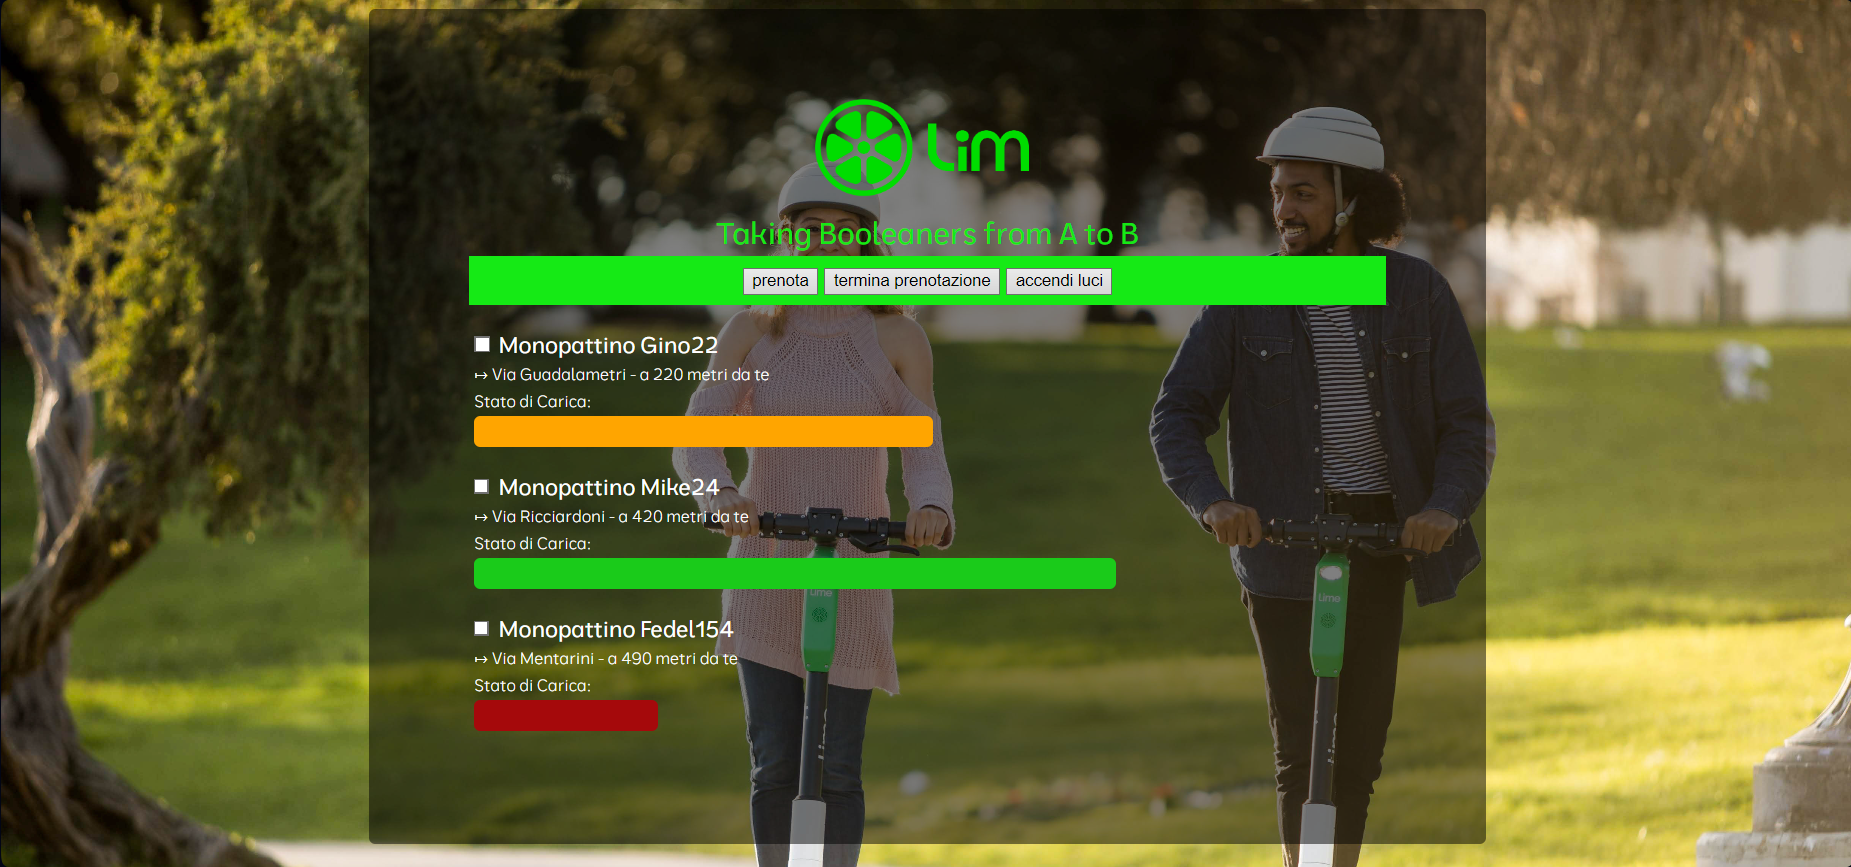 Lim
Taking Booleaners from A to B
prenota termina prenotazione accendi luci
Monopattino Gino22
↦ Via Guadalametri - a 220 metri da te
Stato di Carica:
Monopattino Mike24
↦ Via Ricciardoni - a 420 metri da te
Stato di Carica:
Lime
Lime
Monopattino Fedel154
↦ Via Mentarini - a 490 metri da te
Stato di Carica: